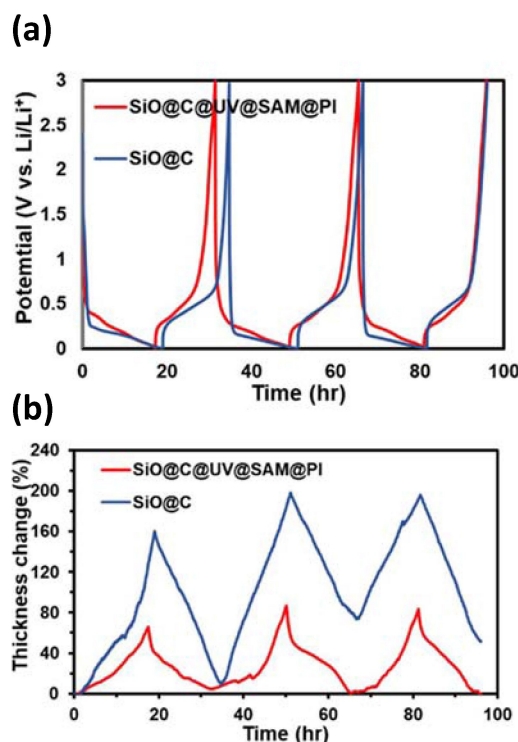 (a)
3
SiO@C@UV@SAM@PI
2.5
SiO@C
2
1.5
1
0.5
0
Potemtial (V vs. Li/Li⁺)
0 20 40 60 80 100
Time (hr)
(b)
240
SiO@C@UV@SAM@PI
200
SiO@C
160
120
80
40
0
Thickness change (%)
0 20 40 60 80 100
Time (hr)